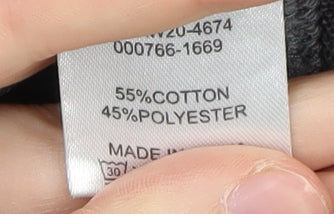 W20-4674
000766-1669
55%COTTON
45%POLYESTER
MADE IN
30